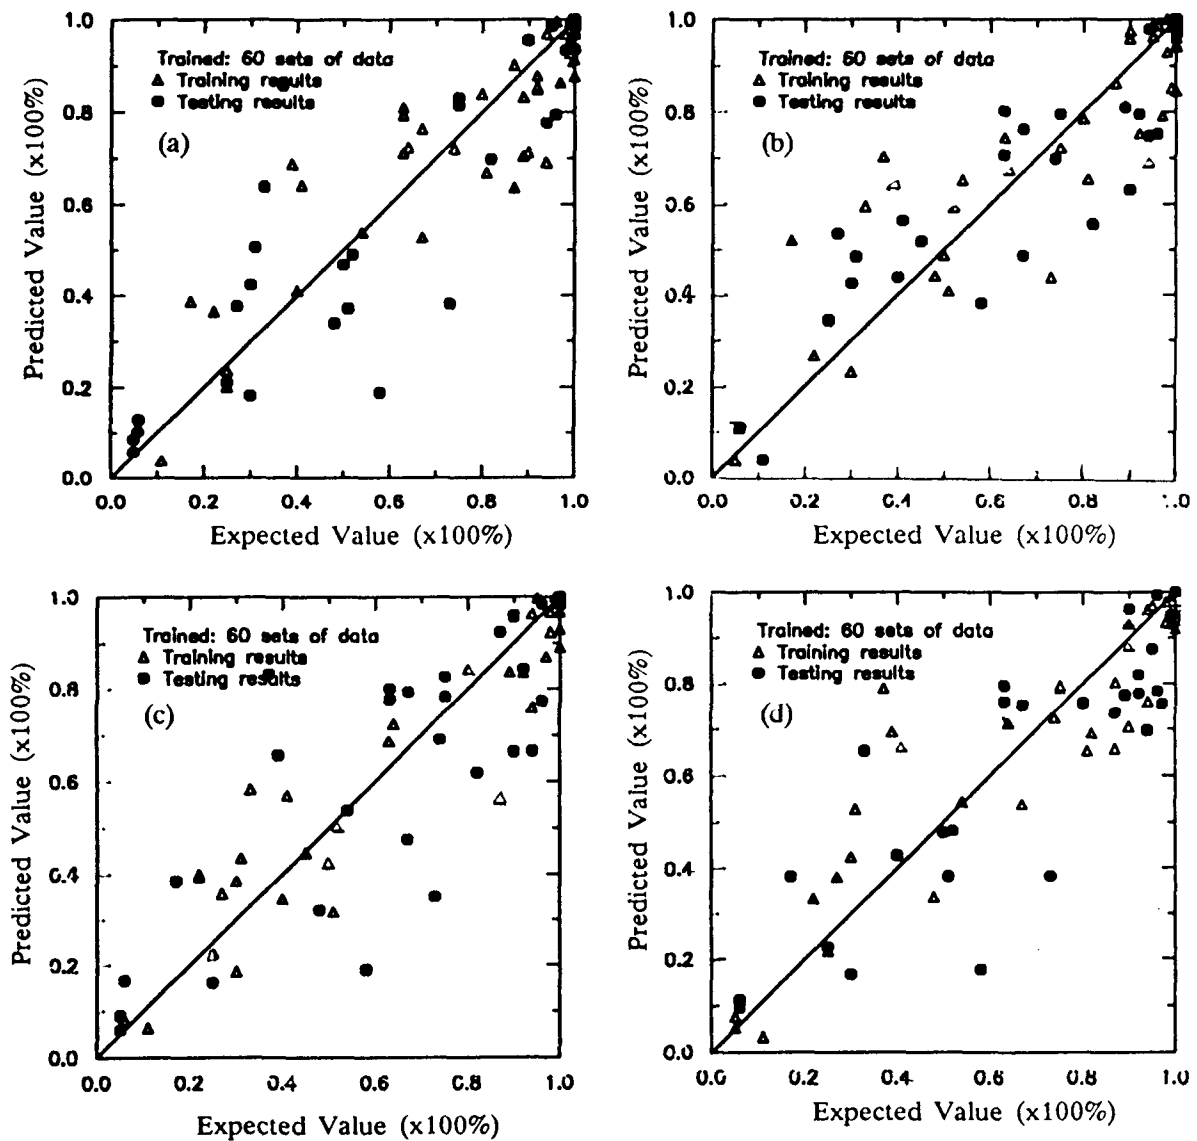 1.0
0.8
0.6
0.4
0.2
0.0
Predicted Value (x100%)
Trained: 60 sets of data
Training results
Testing results
(a)
0.0 0.2 0.4 0.6 0.8 1.0
Expected Value (x100%)
1.0
0.8
0.6
0.4
0.2
0.0
Predicted Value (x100%)
Trained: 60 sets of data
Training results
Testing results
(b)
0.0 0.2 0.4 0.6 0.8 1.0
Expected Value (x100%)
1.0
0.8
0.6
0.4
0.2
0.0
Predicted Value (x100%)
Trained: 60 sets of data
Training results
Testing results
(c)
0.0 0.2 0.4 0.6 0.8 1.0
Expected Value (x100%)
1.0
0.8
0.6
0.4
0.2
0.0
Predicted Value (x100%)
Trained: 60 sets of data
Training results
Testing results
(d)
0.0 0.2 0.4 0.6 0.8 1.0
Expected Value (x100%)